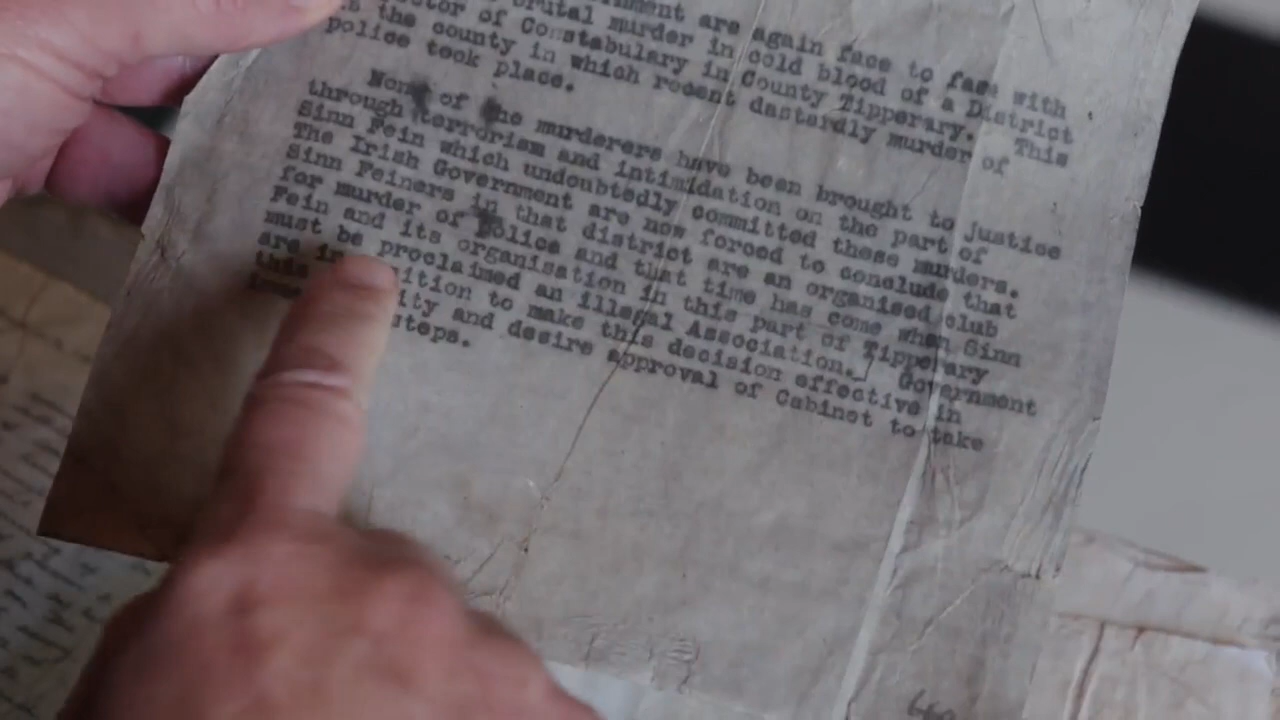 are again face to face with
brutal murder in cold blood of a District
of Constabulary in County Tipperary. This
is the county in which recent dastardly murder of
police took place.
None of the murderers have been brought to justice
through terrorism and intimidation on the part of
Sinn Fein which undoubtedly committed these murders.
The Irish Government are now forced to conclude that
Sinn Feiners in that district are an organised club
for murder of police and that time has come when Sinn
Fein and its organisation in this part of Tipperary
must be proclaimed an illegal Association. Government
are in to make this decision effective in
this and desire approval of Cabinet to take
steps.